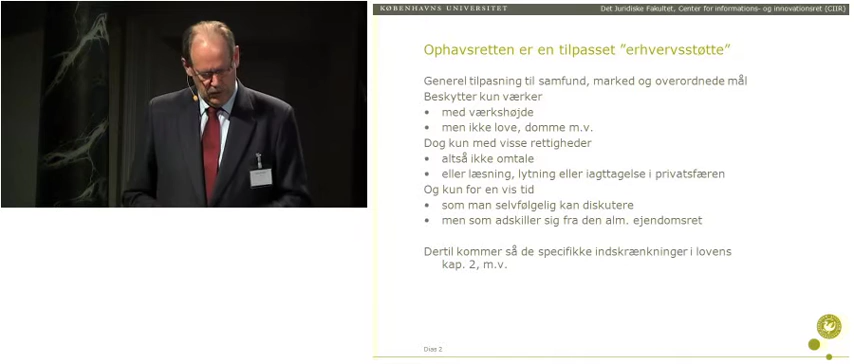 KØBENHAVNS UNIVERSITET
Det Juridiske Fakultet, Center for informations- og innovationsret (CIIR)
Ophavsretten er en tilpasset ”erhvervsstøtte”
Generel tilpasning til samfund, marked og overordnede mål
Beskytter kun værker
• med værkshøjde
• men ikke love, domme m.v.
Dog kun med visse rettigheder
• altså ikke omtale
• eller læsning, lytning eller iagttagelse i privatsfæren
Og kun for en vis tid
• som man selvfølgelig kan diskutere
• men som adskiller sig fra den alm. ejendomsret
Dertil kommer så de specifikke indskrænkninger i lovens
kap. 2, m.v.
Dias 2